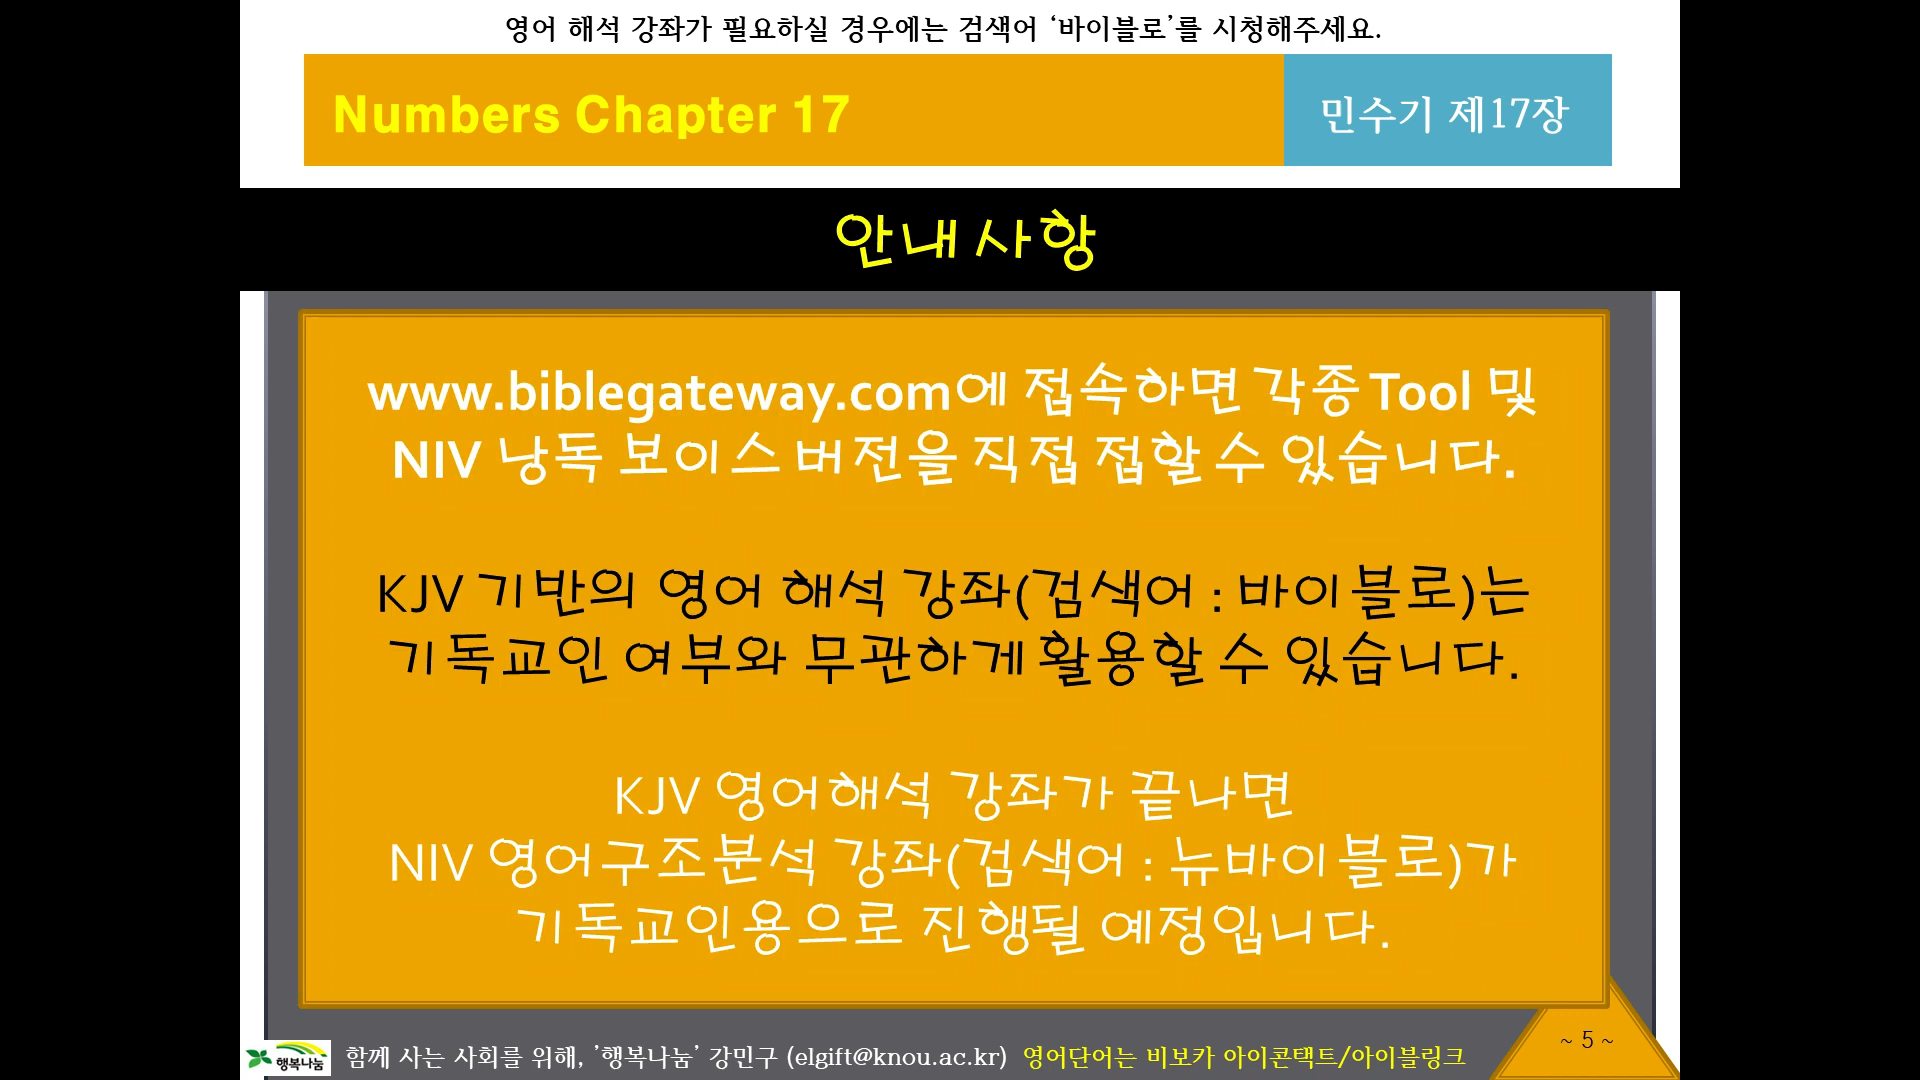 영어 해석 강좌가 필요하실 경우에는 검색어 ‘바이블로’를 시청해주세요.
Numbers Chapter 17
민수기 제17장
안내사항
www.biblegateway.com에 접속하면 각종 Tool 및
NIV 낭독 보이스 버전을 직접 접할 수 있습니다.
KJV 기반의 영어 해석 강좌(검색어 : 바이블로)는
기독교인 여부와 무관하게 활용할 수 있습니다.
KJV 영어해석 강좌가 끝나면
NIV 영어구조분석 강좌(검색어 : 뉴바이블로)가
기독교인용으로 진행될 예정입니다.
~ 5 ~
행복나눔
함께 사는 사회를 위해, ’행복나눔’ 강민구 (elgift@knou.ac.kr) 영어단어는 비보카 아이콘택트/아이블링크